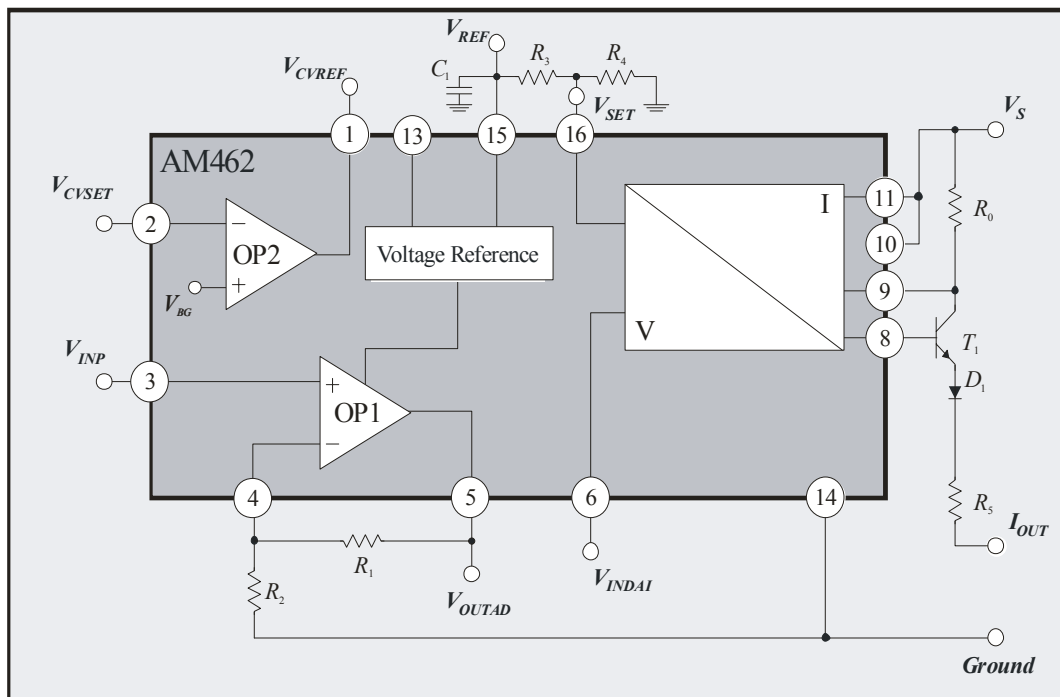 V_REF
R_3
R_4
C_1
V_CVREF
V_SET
V_S
1
13
15
16
AM462
V_CVSET
2
−
OP2
+
V_BG
Voltage Reference
I
V
11
10
9
8
R_0
T_1
D_1
V_INP
3
+
OP1
−
4
5
6
14
R_5
I_OUT
R_1
R_2
V_OUTAD
V_INDAI
Ground